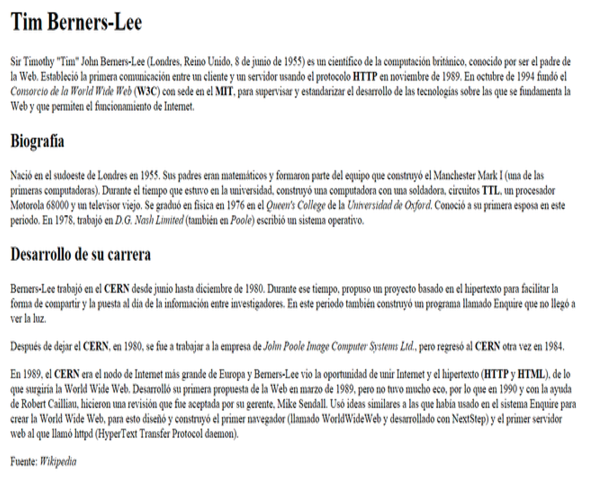 Tim Berners-Lee
Sir Timothy "Tim" John Berners-Lee (Londres, Reino Unido, 8 de junio de 1955) es un científico de la computación británico, conocido por ser el padre de
la Web. Estableció la primera comunicación entre un cliente y un servidor usando el protocolo HTTP en noviembre de 1989. En octubre de 1994 fundó el
Consorcio de la World Wide Web (W3C) con sede en el MIT, para supervisar y estandarizar el desarrollo de las tecnologías sobre las que se fundamenta la
Web y que permiten el funcionamiento de Internet.
Biografía
Nació en el sudoeste de Londres en 1955. Sus padres eran matemáticos y formaron parte del equipo que construyó el Manchester Mark I (una de las
primeras computadoras). Durante el tiempo que estuvo en la universidad, construyó una computadora con una soldadora, circuitos TTL, un procesador
Motorola 68000 y un televisor viejo. Se graduó en física en 1976 en el Queen's College de la Universidad de Oxford. Conoció a su primera esposa en este
periodo. En 1978, trabajó en D.G. Nash Limited (también en Poole) escribió un sistema operativo.
Desarrollo de su carrera
Berners-Lee trabajó en el CERN desde junio hasta diciembre de 1980. Durante ese tiempo, propuso un proyecto basado en el hipertexto para facilitar la
forma de compartir y la puesta al día de la información entre investigadores. En este periodo también construyó un programa llamado Enquire que no llegó a
ver la luz.
Después de dejar el CERN, en 1980, se fue a trabajar a la empresa de John Poole Image Computer Systems Ltd., pero regresó al CERN otra vez en 1984.
En 1989, el CERN era el nodo de Internet más grande de Europa y Berners-Lee vio la oportunidad de unir Internet y el hipertexto (HTTP y HTML), de lo
que surgiría la World Wide Web. Desarrolló su primera propuesta de la Web en marzo de 1989, pero no tuvo mucho eco, por lo que en 1990 y con la ayuda
de Robert Cailliau, hicieron una revisión que fue aceptada por su gerente, Mike Sendall. Usó ideas similares a las que había usado en el sistema Enquire para
crear la World Wide Web, para esto diseñó y construyó el primer navegador (llamado WorldWideWeb y desarrollado con NextStep) y el primer servidor
web al que llamó httpd (HyperText Transfer Protocol daemon).
Fuente: Wikipedia